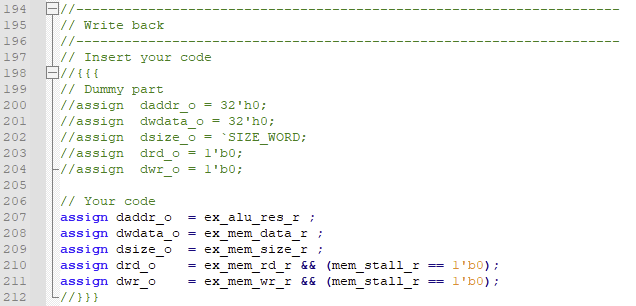 194 //--------------------------------------------------------------------
195 // Write back
196 //--------------------------------------------------------------------
197 // Insert your code
198 //{{{
199 // Dummy part
200 //assign  daddr_o = 32'h0;
201 //assign  dwdata_o = 32'h0;
202 //assign  dsize_o = `SIZE_WORD;
203 //assign  drd_o = 1'b0;
204 //assign  dwr_o = 1'b0;
205
206 // Your code
207 assign daddr_o  = ex_alu_res_r ;
208 assign dwdata_o = ex_mem_data_r ;
209 assign dsize_o  = ex_mem_size_r ;
210 assign drd_o    = ex_mem_rd_r && (mem_stall_r == 1'b0);
211 assign dwr_o    = ex_mem_wr_r && (mem_stall_r == 1'b0);
212 //}}}